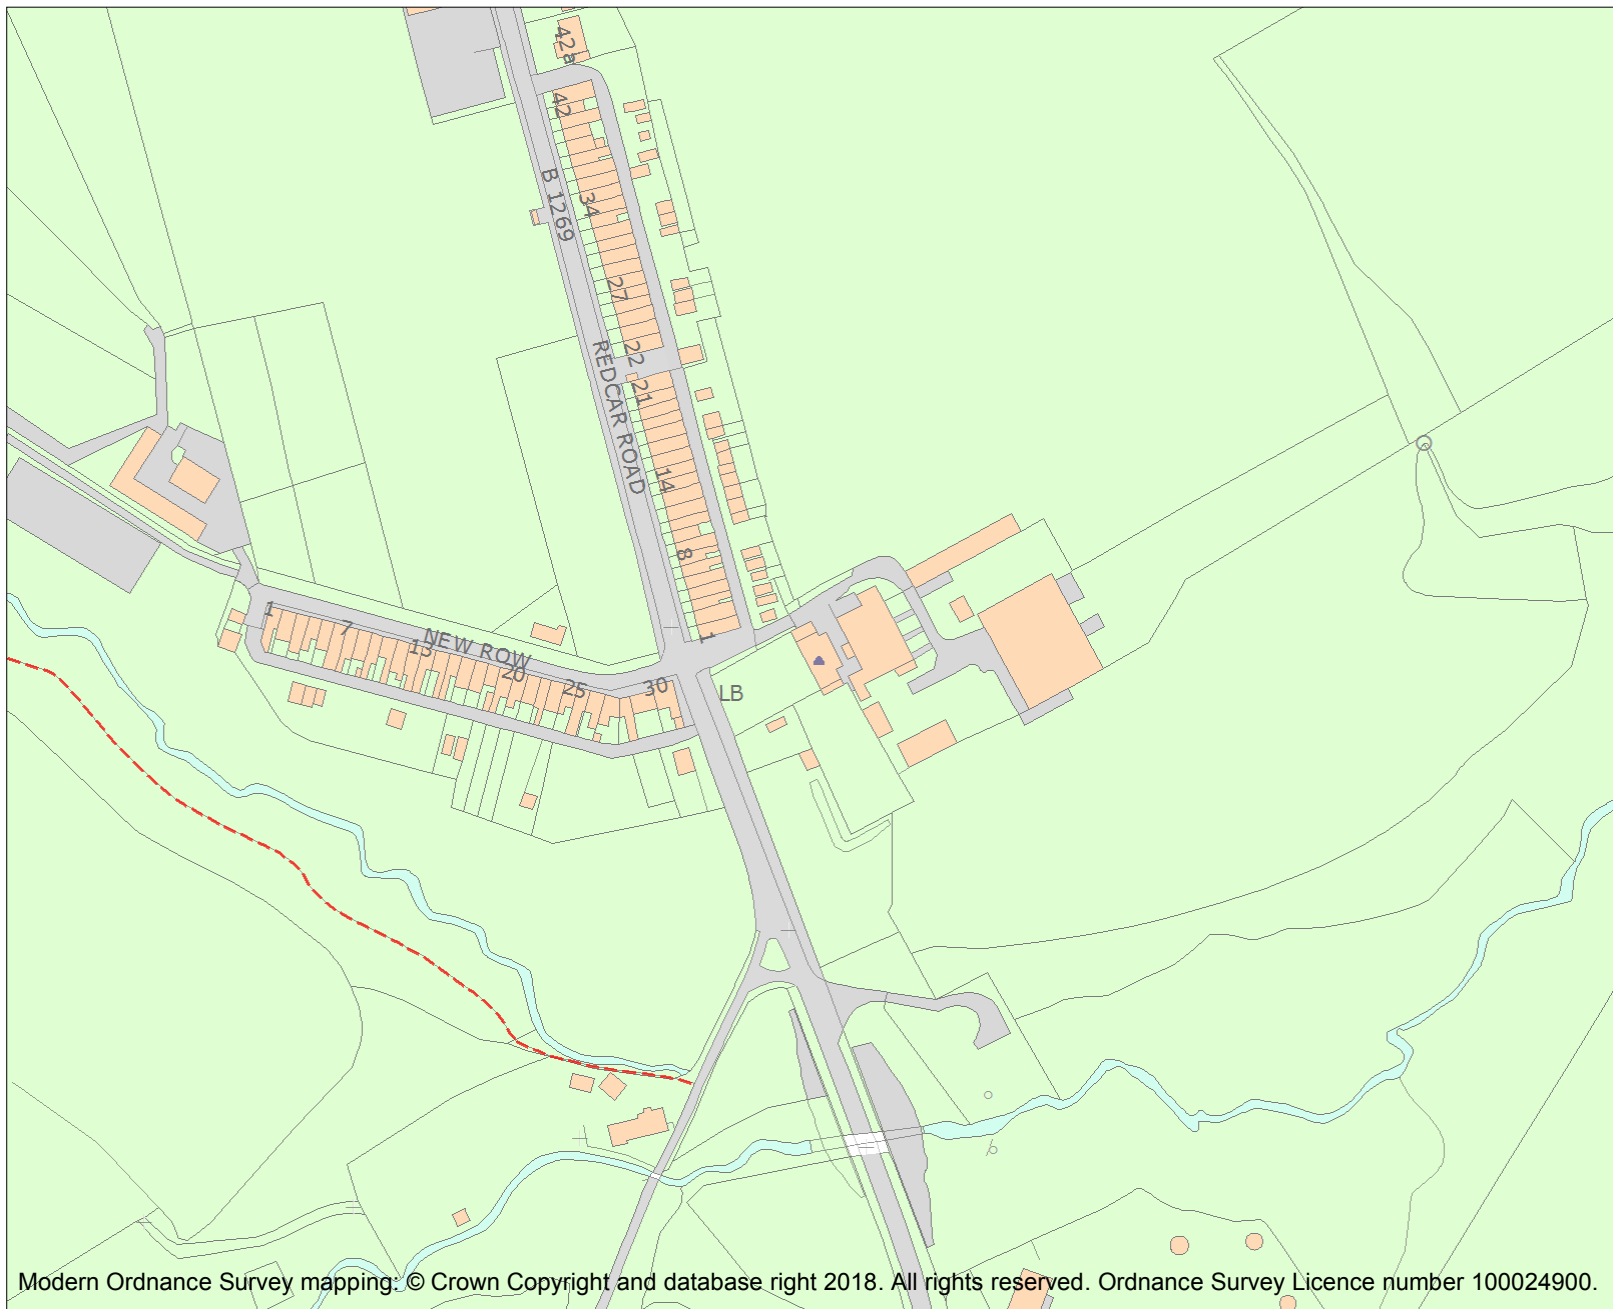 42a
42
B 1269
34
27
22
21
REDCAR ROAD
14
8
1
1
7
NEW ROW
13
20
25
30
LB
Modern Ordnance Survey mapping: © Crown Copyright and database right 2018. All rights reserved. Ordnance Survey Licence number 100024900.